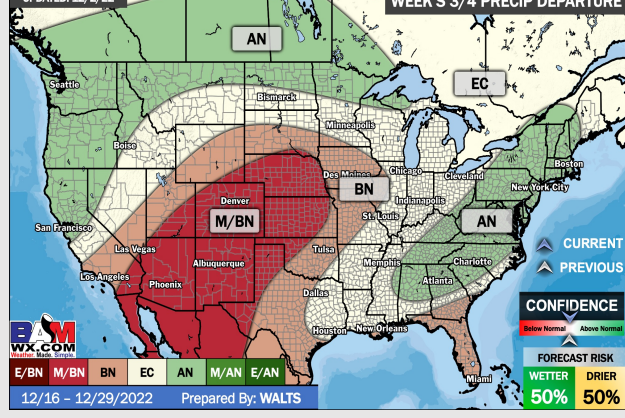 UPDATED: 12/2/22
WEEK'S 3/4 PRECIP DEPARTURE
AN
EC
Seattle
Bismarck
Minneapolis
Boise
Boston
Des Moines
Chicago
Cleveland
New York City
BN
Denver
Indianapolis
M/BN
St. Louis
AN
San Francisco
CURRENT
Las Vegas
Tulsa
Albuquerque
Memphis
Charlotte
PREVIOUS
Los Angeles
Phoenix
Atlanta
Dallas
CONFIDENCE
Below Normal
Above Normal
Houston
New Orleans
BAM
WX.COM
Weather. Made. Simple.
FORECAST RISK
E/BN M/BN BN EC AN M/AN E/AN
Miami
WETTER DRIER
50% 50%
12/16 – 12/29/2022 Prepared By: WALTS